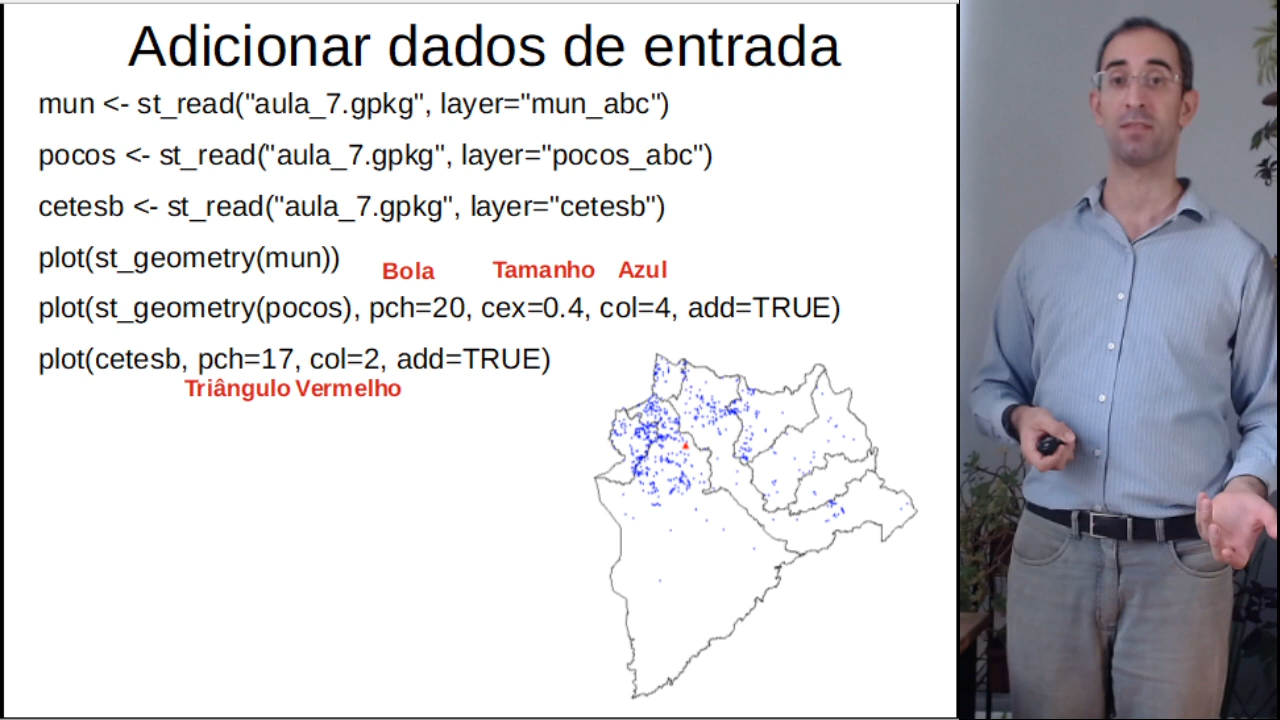 Adicionar dados de entrada
mun <- st_read("aula_7.gpkg", layer="mun_abc")
pocos <- st_read("aula_7.gpkg", layer="pocos_abc")
cetesb <- st_read("aula_7.gpkg", layer="cetesb")
plot(st_geometry(mun))
Bola Tamanho Azul
plot(st_geometry(pocos), pch=20, cex=0.4, col=4, add=TRUE)
plot(cetesb, pch=17, col=2, add=TRUE)
Triângulo Vermelho